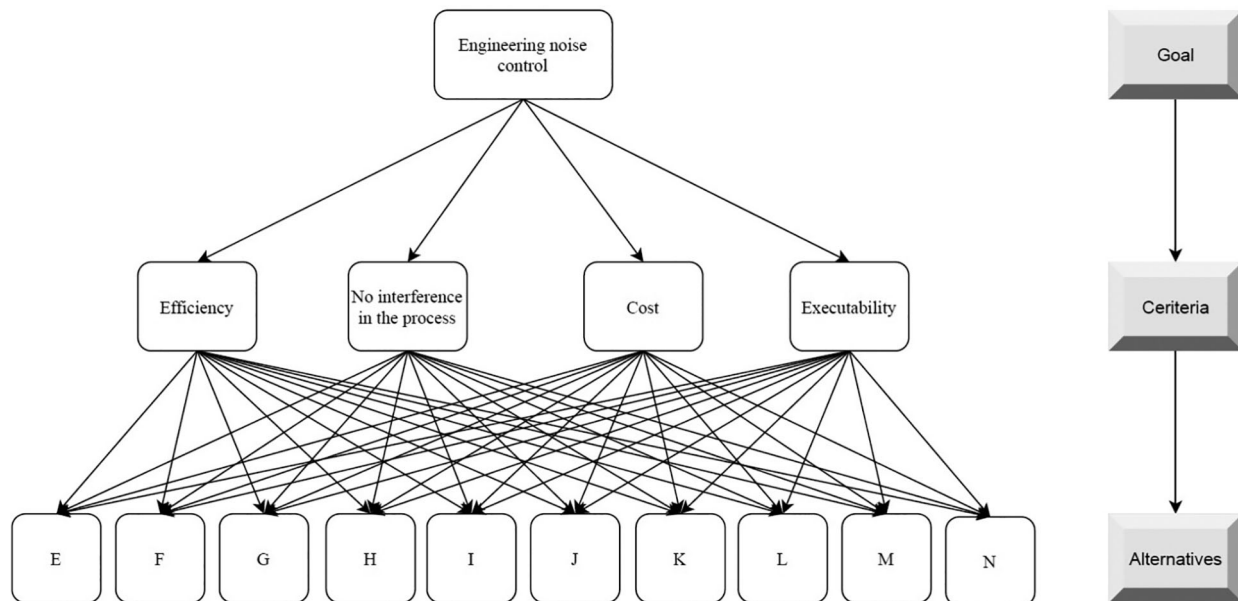 Engineering noise
control
Goal
Efficiency
No interference
in the process
Cost
Executability
Ceriteria
E
F
G
H
I
J
K
L
M
N
Alternatives